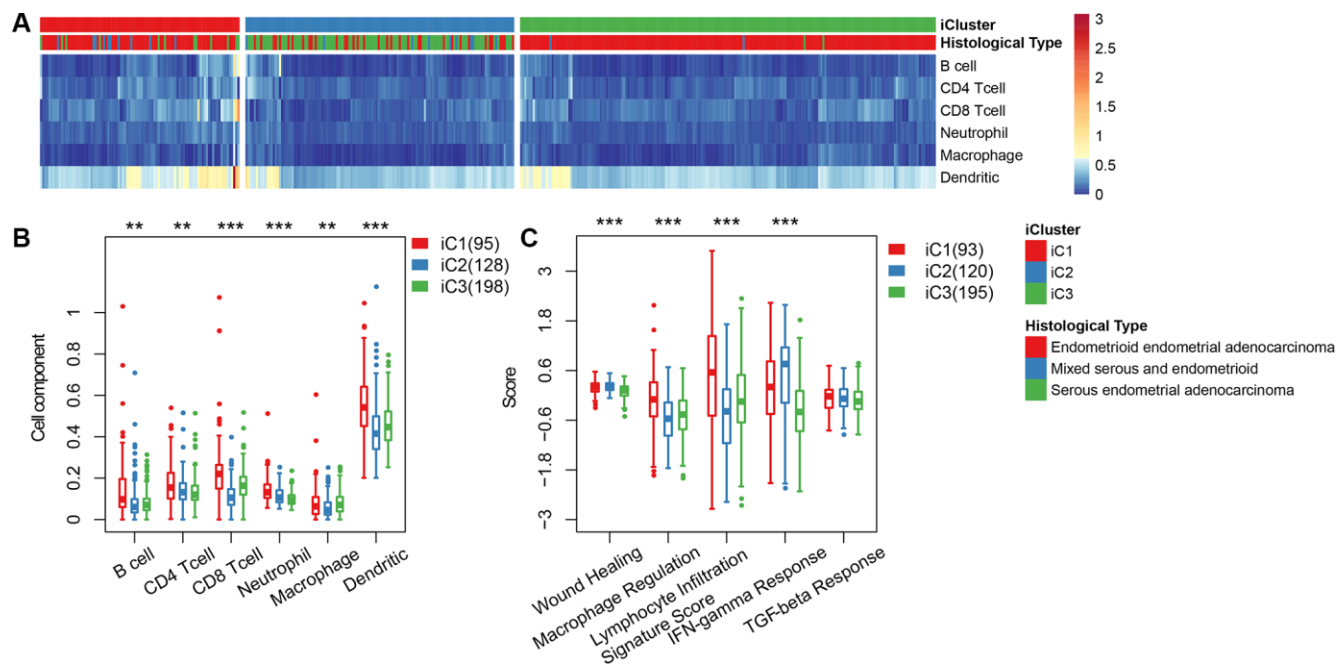 A
iCluster
Histological Type
B cell
CD4 Tcell
CD8 Tcell
Neutrophil
Macrophage
Dendritic
3
2.5
2
1.5
1
0.5
0
B
** ** *** *** ** ***
iC1(95)
iC2(128)
iC3(198)
Cell component
1
0.8
0.6
0.4
0.2
0
B cell
CD4 Tcell
CD8 Tcell
Neutrophil
Macrophage
Dendritic
C
*** *** *** ***
iC1(93)
iC2(120)
iC3(195)
Score
3
1.8
0.6
−0.6
−1.8
−3
Wound Healing
Macrophage Regulation
Lymphocyte Infiltration
Signature Score
IFN-gamma Response
TGF-beta Response
iCluster
iC1
iC2
iC3
Histological Type
Endometrioid endometrial adenocarcinoma
Mixed serous and endometrioid
Serous endometrial adenocarcinoma